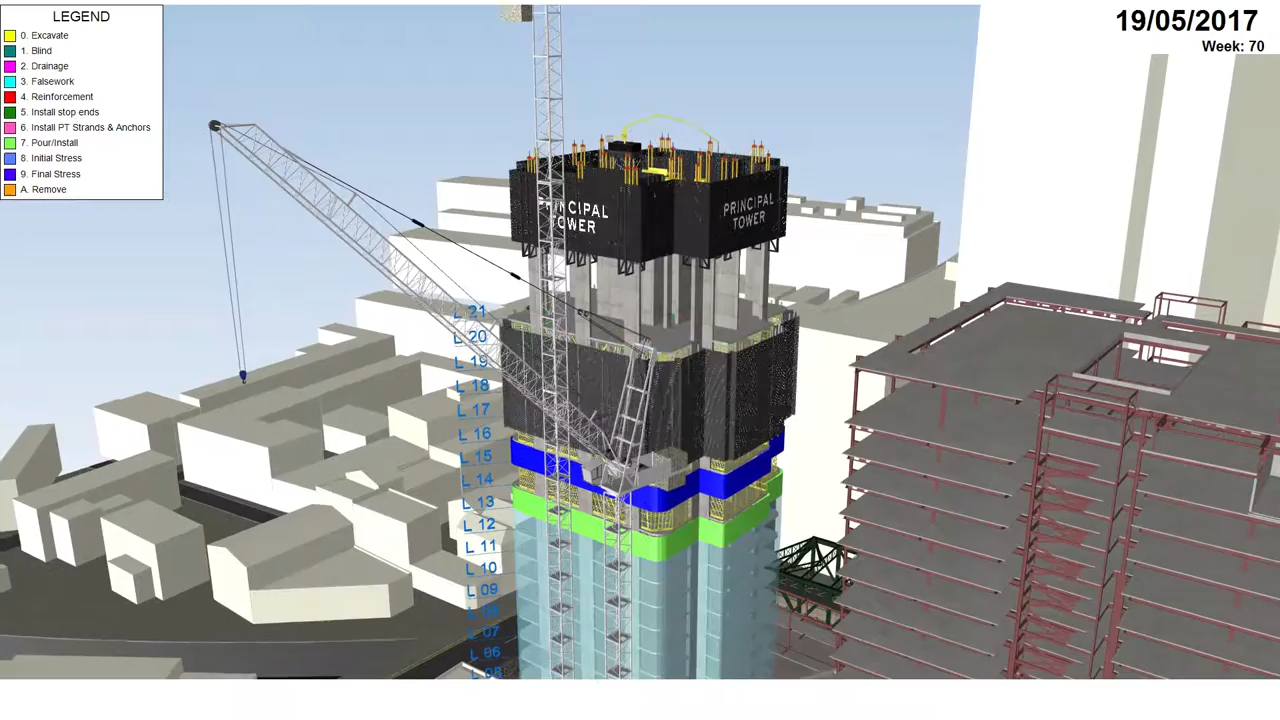 LEGEND
0. Excavate
1. Blind
2. Drainage
3. Falsework
4. Reinforcement
5. Install stop ends
6. Install PT Strands & Anchors
7. Pour/Install
8. Initial Stress
9. Final Stress
A. Remove
19/05/2017
Week: 70
PRINCIPAL
TOWER
PRINCIPAL
TOWER
L 21
L 20
L 19
L 18
L 17
L 16
L 15
L 14
L 13
L 12
L 11
L 10
L 09
L 07
L 06